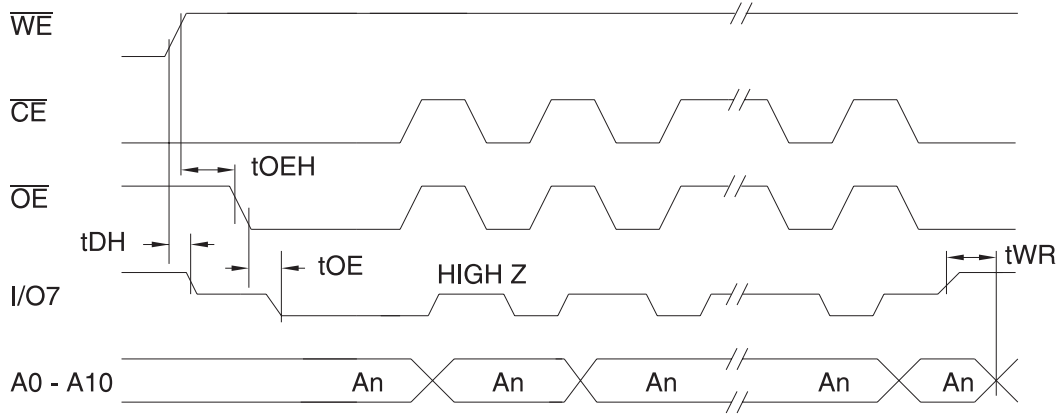 WE
CE
tOEH
OE
tDH
tOE
HIGH Z
tWR
I/O7
A0 - A10
An An An An An